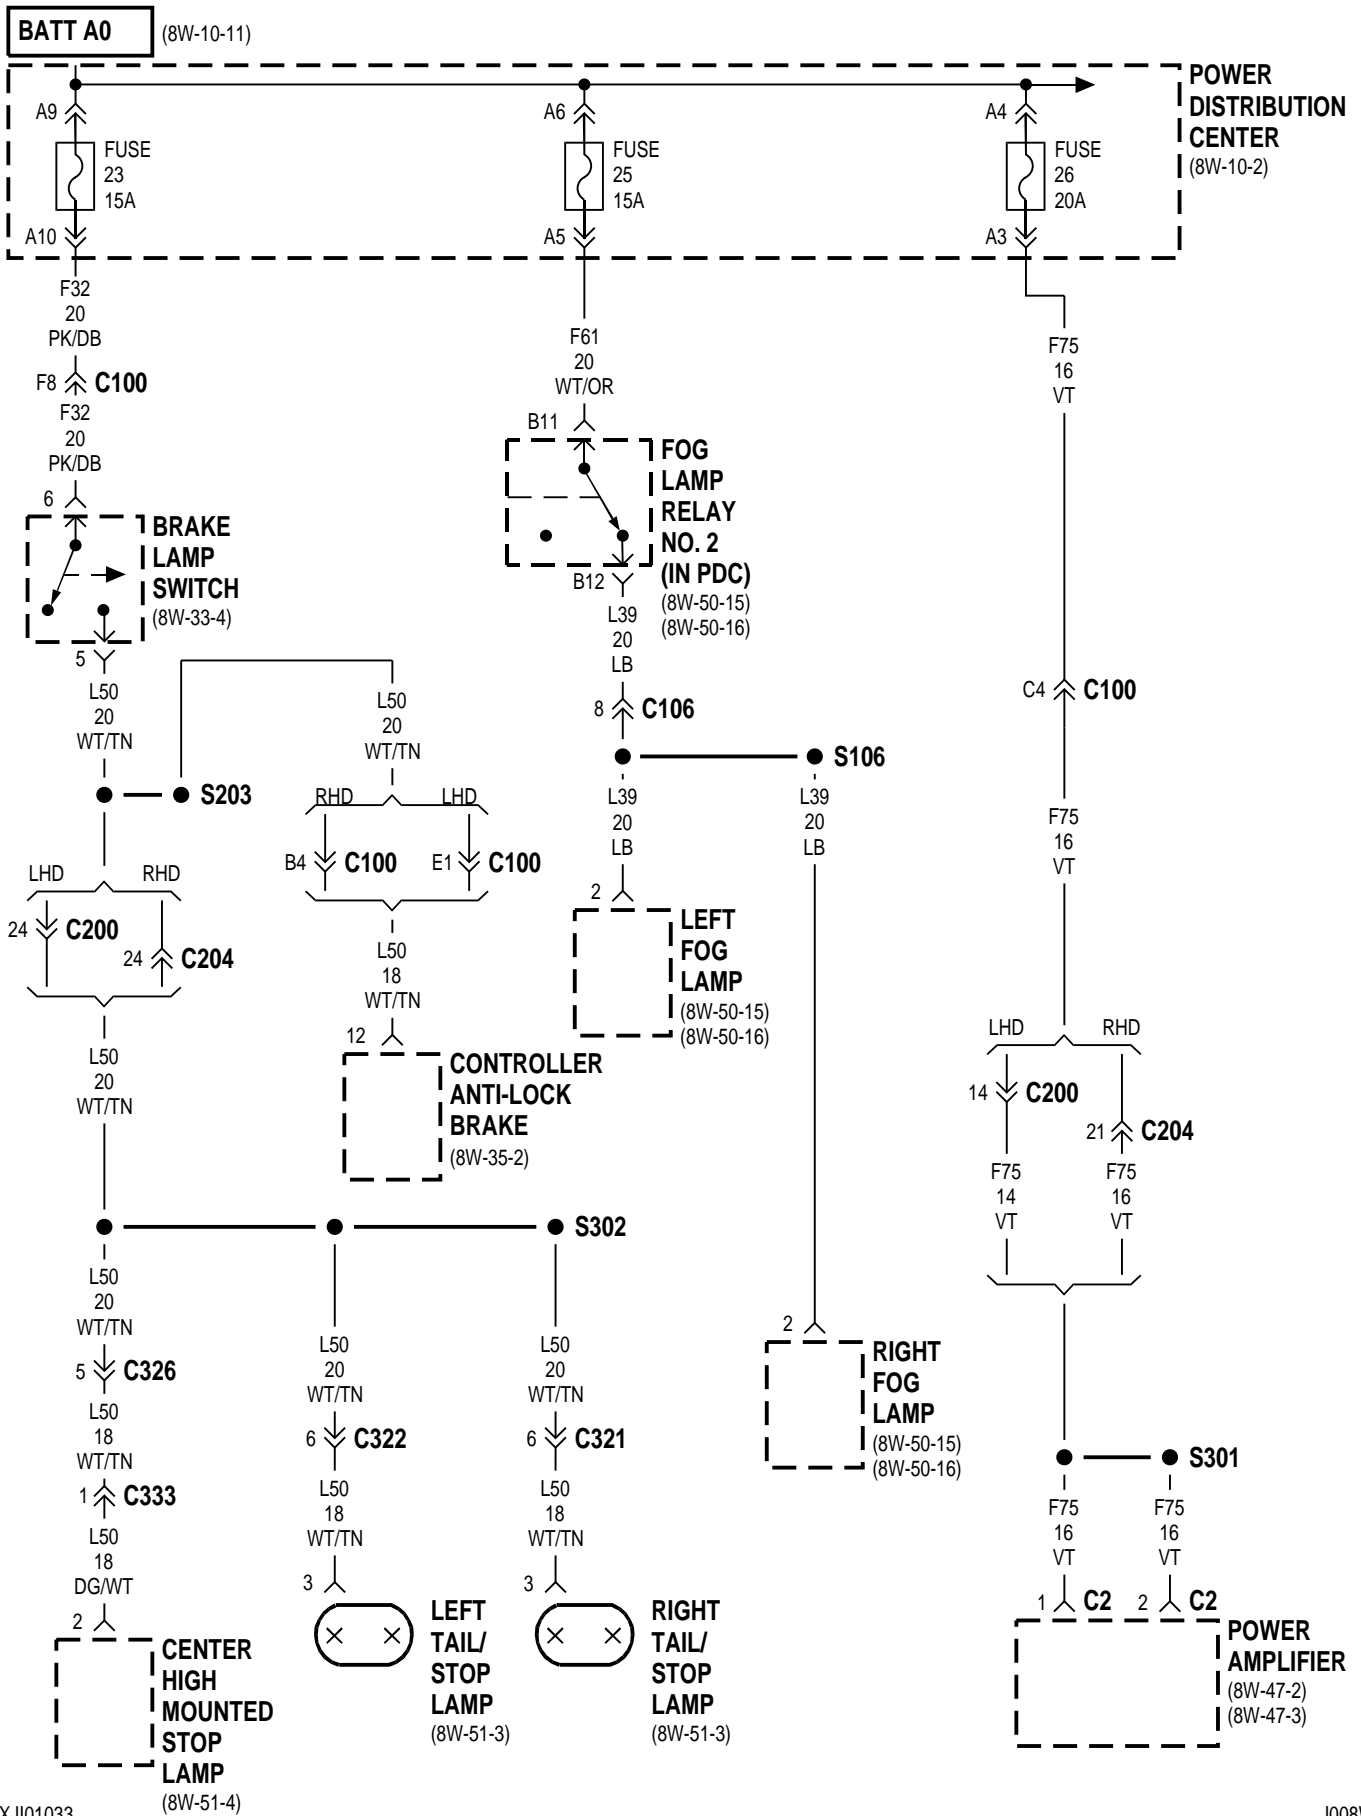 BATT A0 (8W-10-11)
POWER
DISTRIBUTION
CENTER
(8W-10-2)
A9
FUSE
23
15A
A10
A6
FUSE
25
15A
A5
A4
FUSE
26
20A
A3
F32
20
PK/DB
F8 C100
F32
20
PK/DB
6
BRAKE
LAMP
SWITCH
(8W-33-4)
5
L50
20
WT/TN
S203
L50
20
WT/TN
RHD LHD
B4 C100 E1 C100
L50
18
WT/TN
12
CONTROLLER
ANTI-LOCK
BRAKE
(8W-35-2)
LHD RHD
24 C200
24 C204
L50
20
WT/TN
S302
L50
20
WT/TN
5 C326
L50
18
WT/TN
1 C333
L50
18
DG/WT
2
CENTER
HIGH
MOUNTED
STOP
LAMP
(8W-51-4)
L50
20
WT/TN
6 C322
L50
18
WT/TN
3
LEFT
TAIL/
STOP
LAMP
(8W-51-3)
L50
20
WT/TN
6 C321
L50
18
WT/TN
3
RIGHT
TAIL/
STOP
LAMP
(8W-51-3)
F61
20
WT/OR
B11
FOG
LAMP
RELAY
NO. 2
(IN PDC)
(8W-50-15)
(8W-50-16)
B12
L39
20
LB
8 C106
S106
L39
20
LB
2
LEFT
FOG
LAMP
(8W-50-15)
(8W-50-16)
L39
20
LB
2
RIGHT
FOG
LAMP
(8W-50-15)
(8W-50-16)
F75
16
VT
C4 C100
F75
16
VT
LHD RHD
14 C200
21 C204
F75
14
VT
F75
16
VT
S301
F75
16
VT
F75
16
VT
1 C2 2 C2
POWER
AMPLIFIER
(8W-47-2)
(8W-47-3)